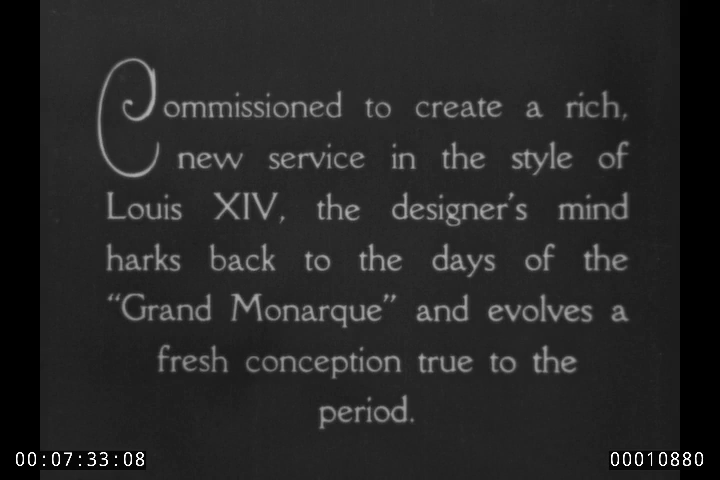 Commissioned to create a rich,
new service in the style of
Louis XIV, the designer's mind
harks back to the days of the
"Grand Monarque" and evolves a
fresh conception true to the
period.
00:07:33:08 00010880